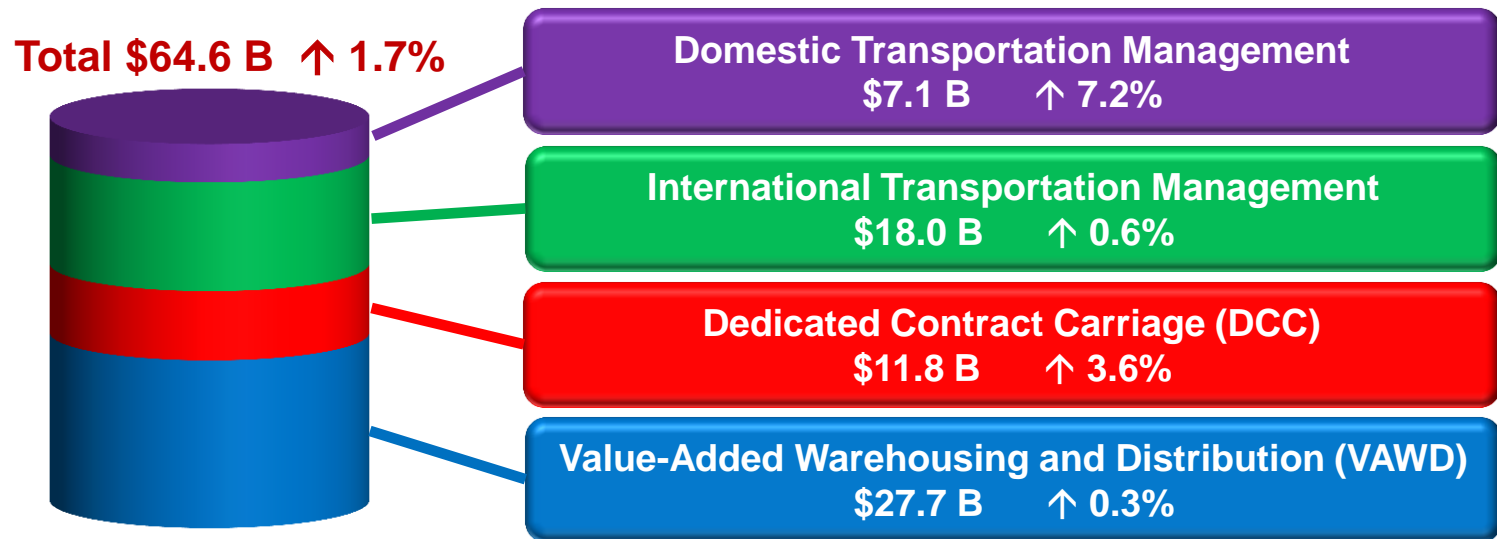 Total $64.6 B ↑ 1.7%
Domestic Transportation Management
$7.1 B ↑ 7.2%
International Transportation Management
$18.0 B ↑ 0.6%
Dedicated Contract Carriage (DCC)
$11.8 B ↑ 3.6%
Value-Added Warehousing and Distribution (VAWD)
$27.7 B ↑ 0.3%